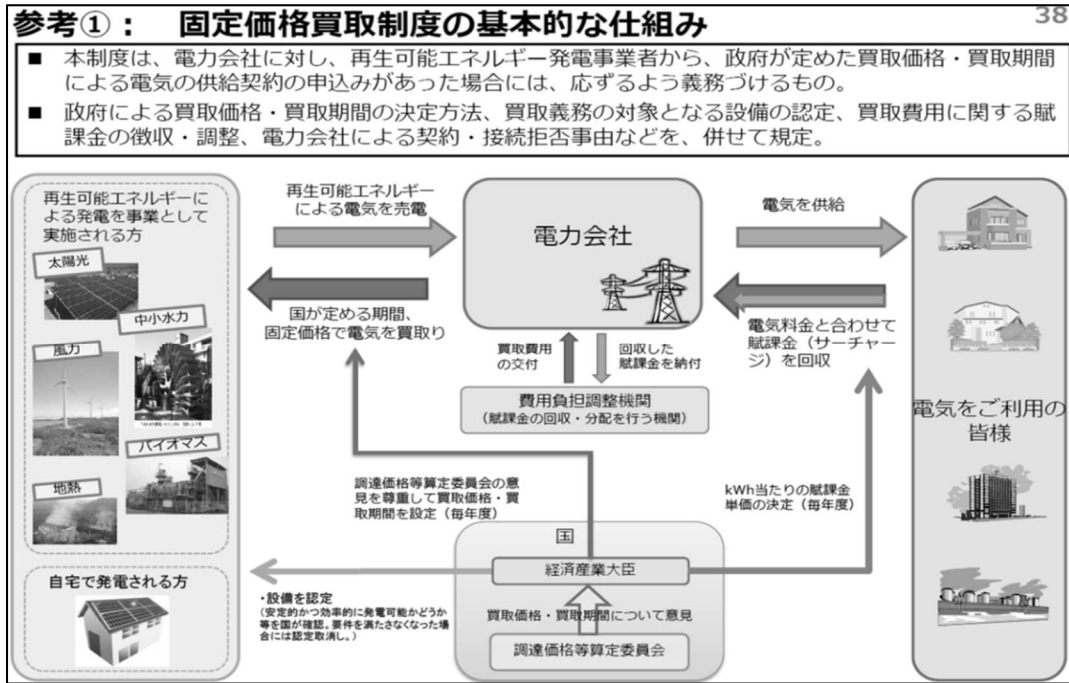 参考①： 固定価格買取制度の基本的な仕組み
38
■ 本制度は、電力会社に対し、再生可能エネルギー発電事業者から、政府が定めた買取価格・買取期間
による電気の供給契約の申込みがあった場合には、応ずるよう義務づけるもの。
■ 政府による買取価格・買取期間の決定方法、買取義務の対象となる設備の認定、買取費用に関する賦
課金の徴収・調整、電力会社による契約・接続拒否事由などを、併せて規定。
再生可能エネルギーに
よる発電を事業として
実施される方
太陽光
中小水力
風力
バイオマス
地熱
自宅で発電される方
再生可能エネルギー
による電気を売電
国が定める期間、
固定価格で電気を買取り
電力会社
電気を供給
電気料金と合わせて
賦課金（サーチャー
ジ）を回収
買取費用
の交付
回収した
賦課金を納付
費用負担調整機関
（賦課金の回収・分配を行う機関）
電気をご利用の
皆様
調達価格等算定委員会の意
見を尊重して買取価格・買
取期間を設定（毎年度）
kWh当たりの賦課金
単価の決定（毎年度）
国
経済産業大臣
買取価格・買取期間について意見
調達価格等算定委員会
・設備を認定
（安定的かつ効率的に発電可能かどうか
等を国が確認。要件を満たさなくなった場
合には認定取消し。）